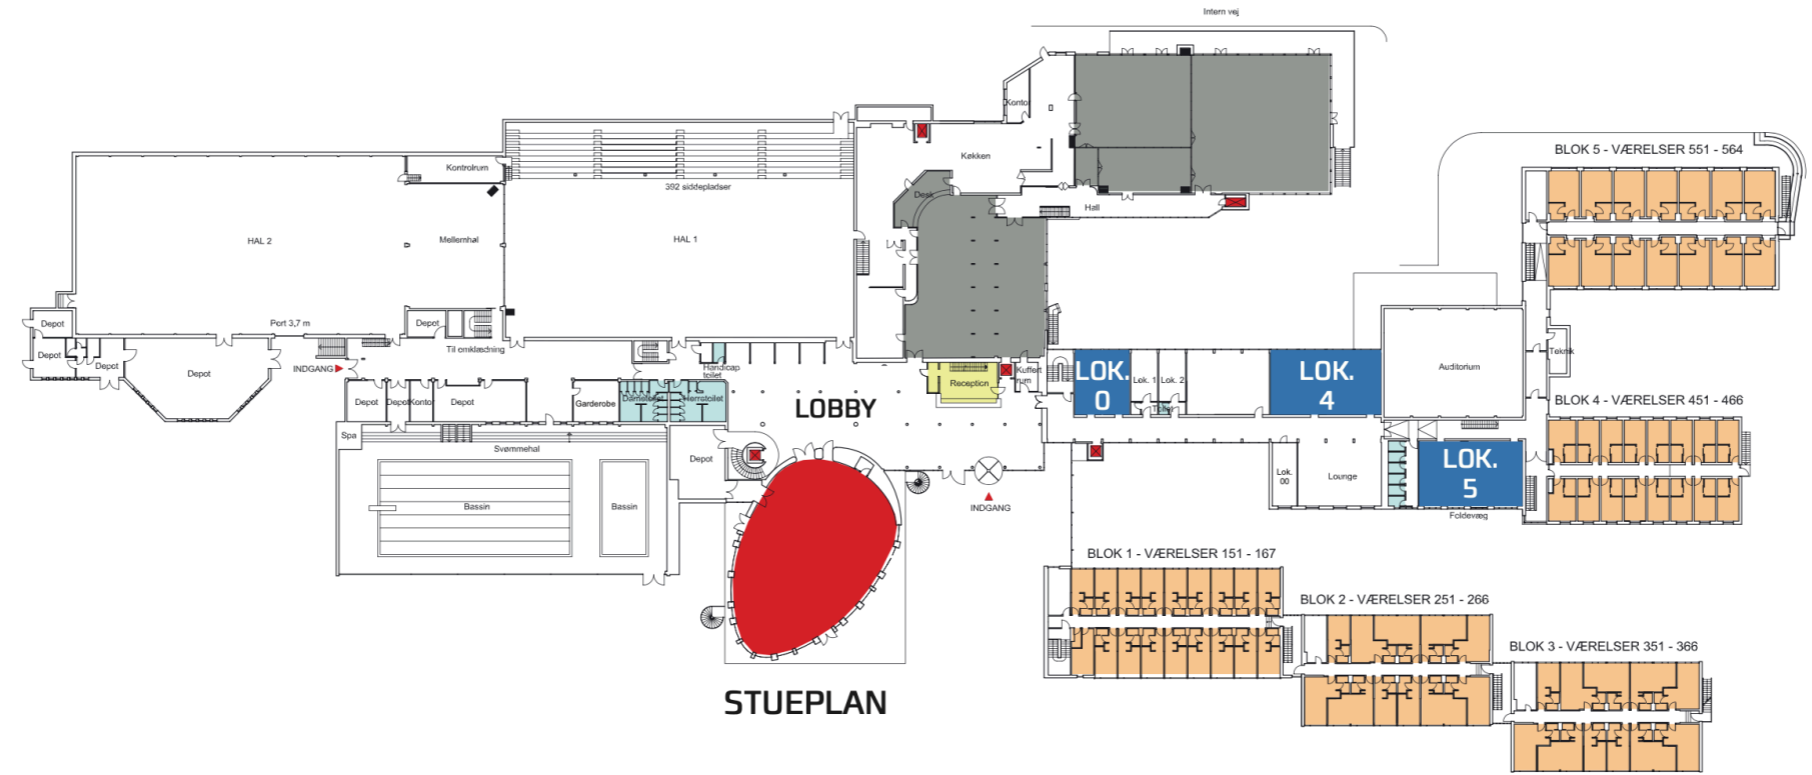 Intern vej
Kontor
BLOK 5 - VÆRELSER 551 - 564
Køkken
Kontrolrum
392 siddepladser
Desk
Hall
HAL 2
Mellemhal
HAL 1
Port 3,7 m
Depot
Depot
Til omklædning
Depot
Depot
Depot
INDGANG
Handicap
toilet
Reception
Kuffert
rum
LOK.
0
Lok. 1
Lok. 2
Toilet
LOK.
4
Auditorium
Teknik
Depot
Depot
Kontor
Depot
Garderobe
Dametoilet
Herretoilet
LOBBY
BLOK 4 - VÆRELSER 451 - 466
Spa
Svømmehal
Depot
Bassin
Bassin
INDGANG
Lok.
00
Lounge
LOK.
5
Foldevæg
BLOK 1 - VÆRELSER 151 - 167
BLOK 2 - VÆRELSER 251 - 266
BLOK 3 - VÆRELSER 351 - 366
STUEPLAN